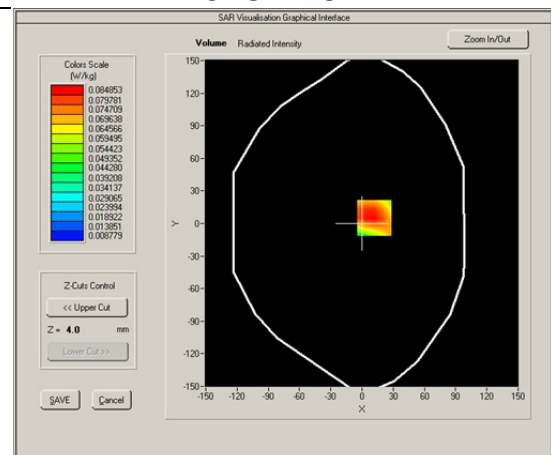 SAR Visualisation Graphical Interface
Volume Radiated Intensity
Zoom In/Out
Colors Scale
(W/kg)
0.084853
0.079781
0.074709
0.069638
0.064566
0.059495
0.054423
0.049352
0.044280
0.039208
0.034137
0.029065
0.023994
0.018922
0.013851
0.008779
Z-Cuts Control
<< Upper Cut
Z = 4.0 mm
Lower Cut >>
SAVE Cancel
150
120
90
60
30
0
-30
-60
-90
-120
-150
Y
-150 -120 -90 -60 -30 0 30 60 90 120 150
X